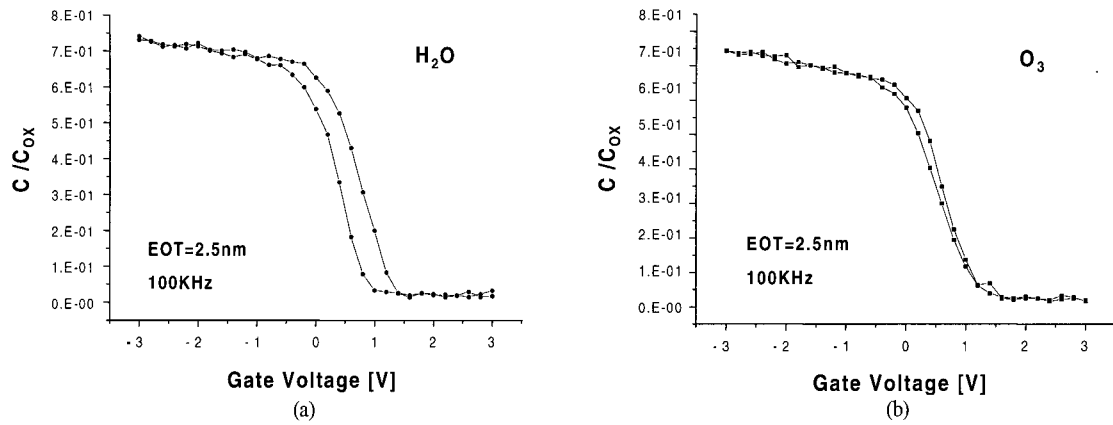 8.E-01
7.E-01
6.E-01
5.E-01
4.E-01
3.E-01
2.E-01
1.E-01
0.E-00
C /COX
H2O
EOT=2.5nm
100KHz
-3 -2 -1 0 1 2 3
Gate Voltage [V]
(a)
8.E-01
7.E-01
6.E-01
5.E-01
4.E-01
3.E-01
2.E-01
1.E-01
0.E-00
C /COX
O3
EOT=2.5nm
100KHz
-3 -2 -1 0 1 2 3
Gate Voltage [V]
(b)